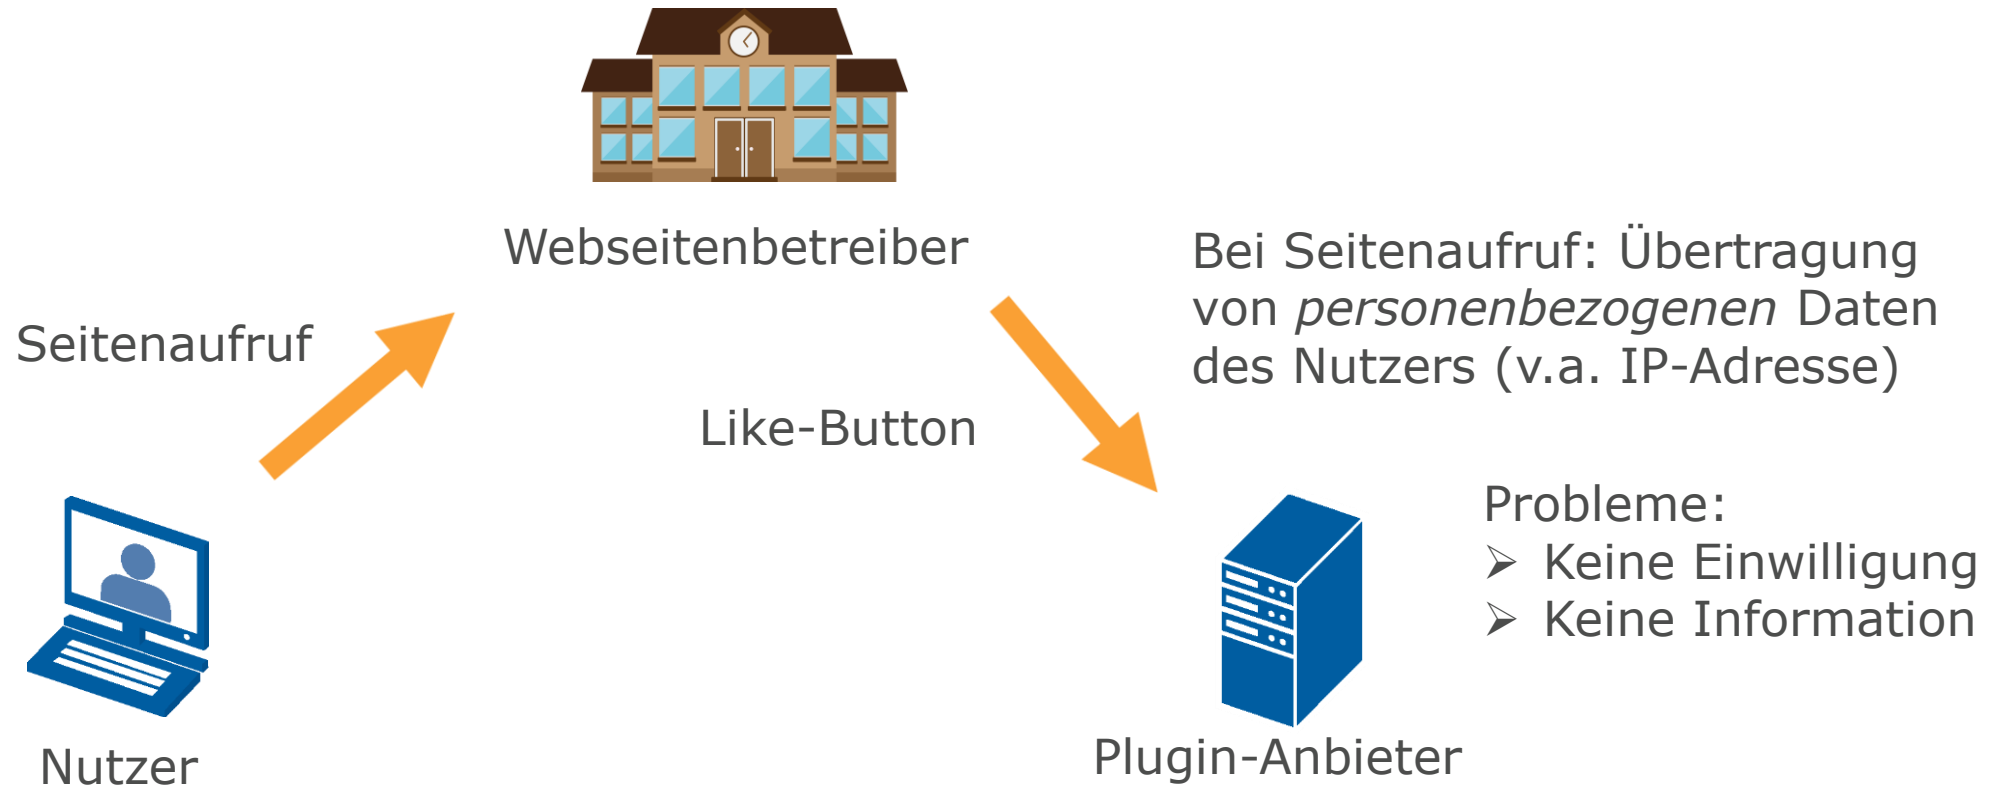 Webseitenbetreiber
Seitenaufruf
Like-Button
Bei Seitenaufruf: Übertragung
von personenbezogenen Daten
des Nutzers (v.a. IP-Adresse)
Probleme:
➢ Keine Einwilligung
➢ Keine Information
Nutzer
Plugin-Anbieter